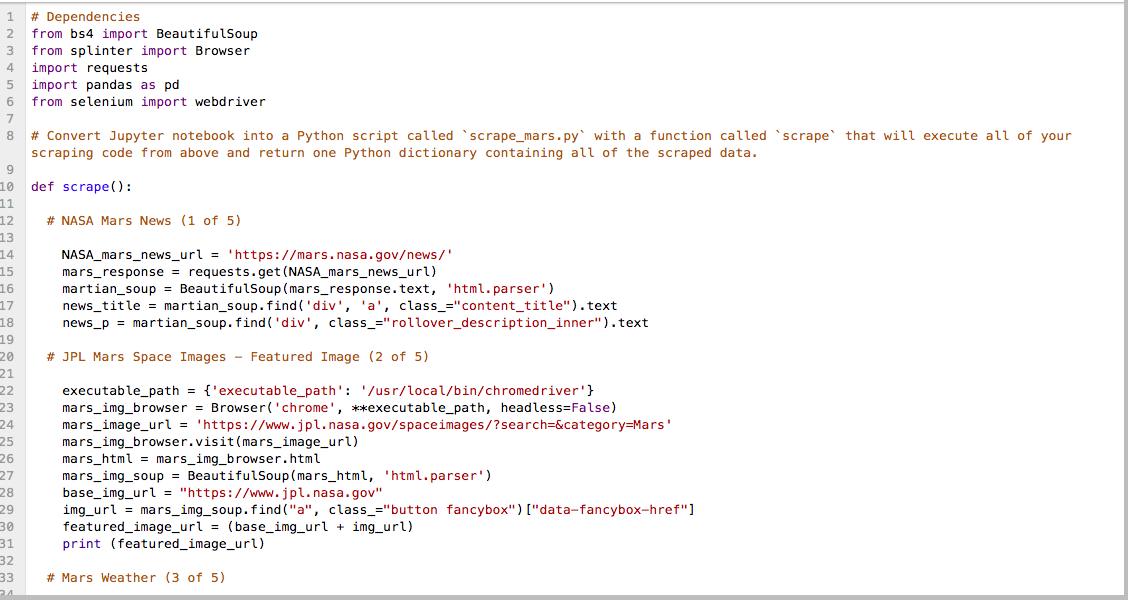 1 # Dependencies
2 from bs4 import BeautifulSoup
3 from splinter import Browser
4 import requests
5 import pandas as pd
6 from selenium import webdriver
7
8 # Convert Jupyter notebook into a Python script called `scrape_mars.py` with a function called `scrape` that will execute all of your
scraping code from above and return one Python dictionary containing all of the scraped data.
9
10 def scrape():
11
12 # NASA Mars News (1 of 5)
13
14 NASA_mars_news_url = 'https://mars.nasa.gov/news/'
15 mars_response = requests.get(NASA_mars_news_url)
16 martian_soup = BeautifulSoup(mars_response.text, 'html.parser')
17 news_title = martian_soup.find('div', 'a', class_="content_title").text
18 news_p = martian_soup.find('div', class_="rollover_description_inner").text
19
20 # JPL Mars Space Images – Featured Image (2 of 5)
21
22 executable_path = {'executable_path': '/usr/local/bin/chromedriver'}
23 mars_img_browser = Browser('chrome', **executable_path, headless=False)
24 mars_image_url = 'https://www.jpl.nasa.gov/spaceimages/?search=&category=Mars'
25 mars_img_browser.visit(mars_image_url)
26 mars_html = mars_img_browser.html
27 mars_img_soup = BeautifulSoup(mars_html, 'html.parser')
28 base_img_url = "https://www.jpl.nasa.gov"
29 img_url = mars_img_soup.find("a", class_="button fancybox")["data-fancybox-href"]
30 featured_image_url = (base_img_url + img_url)
31 print (featured_image_url)
32
33 # Mars Weather (3 of 5)
34